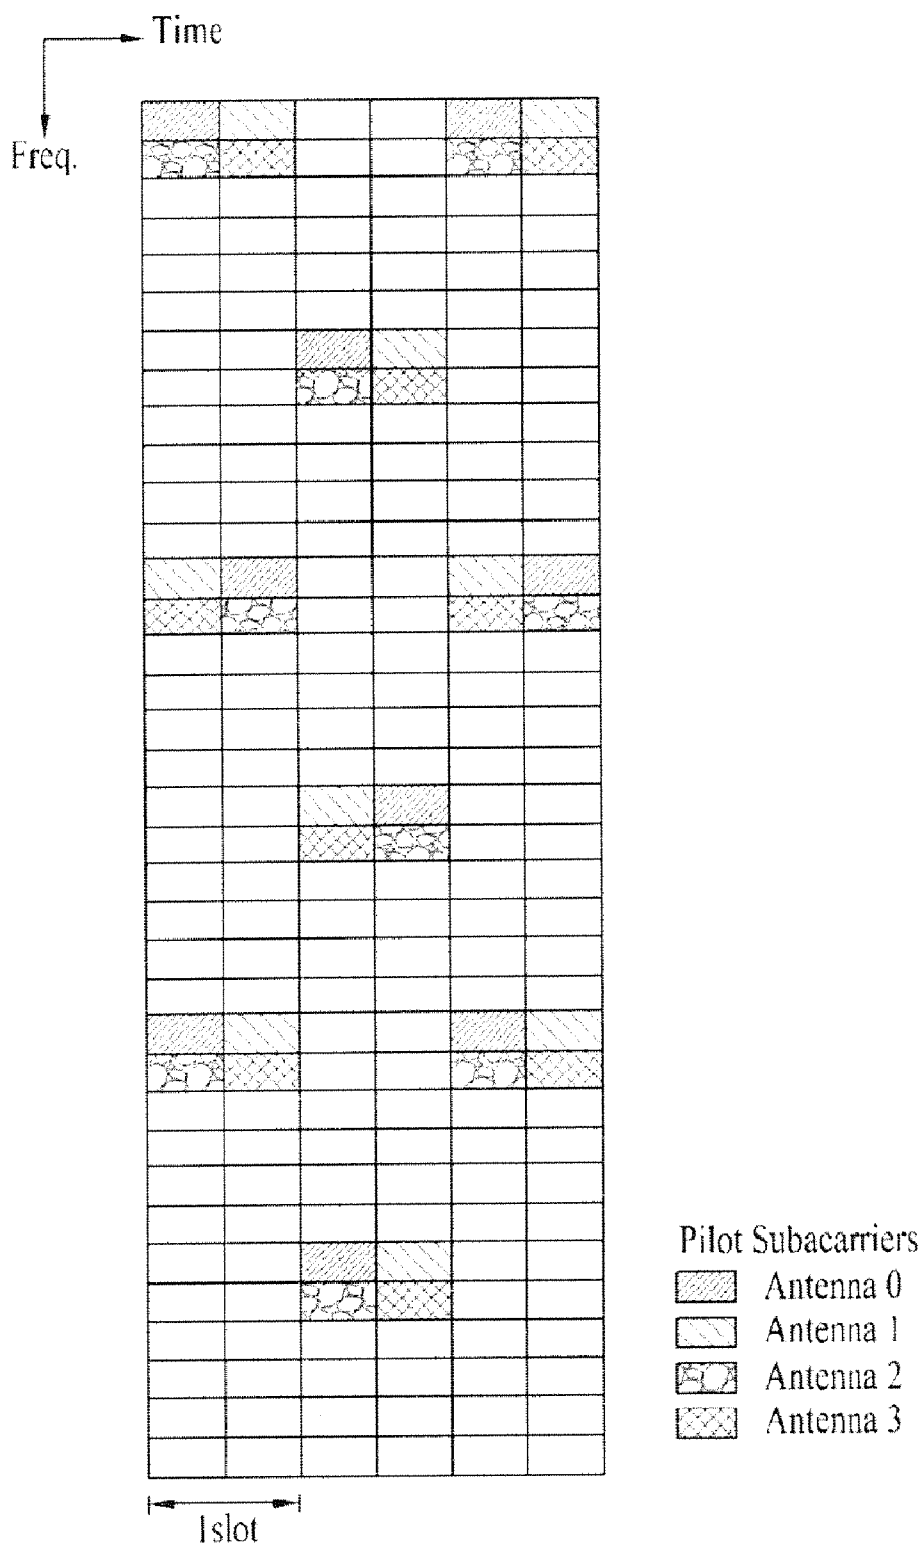 Time
Freq.
Pilot Subacarriers
Antenna 0
Antenna 1
Antenna 2
Antenna 3
1slot